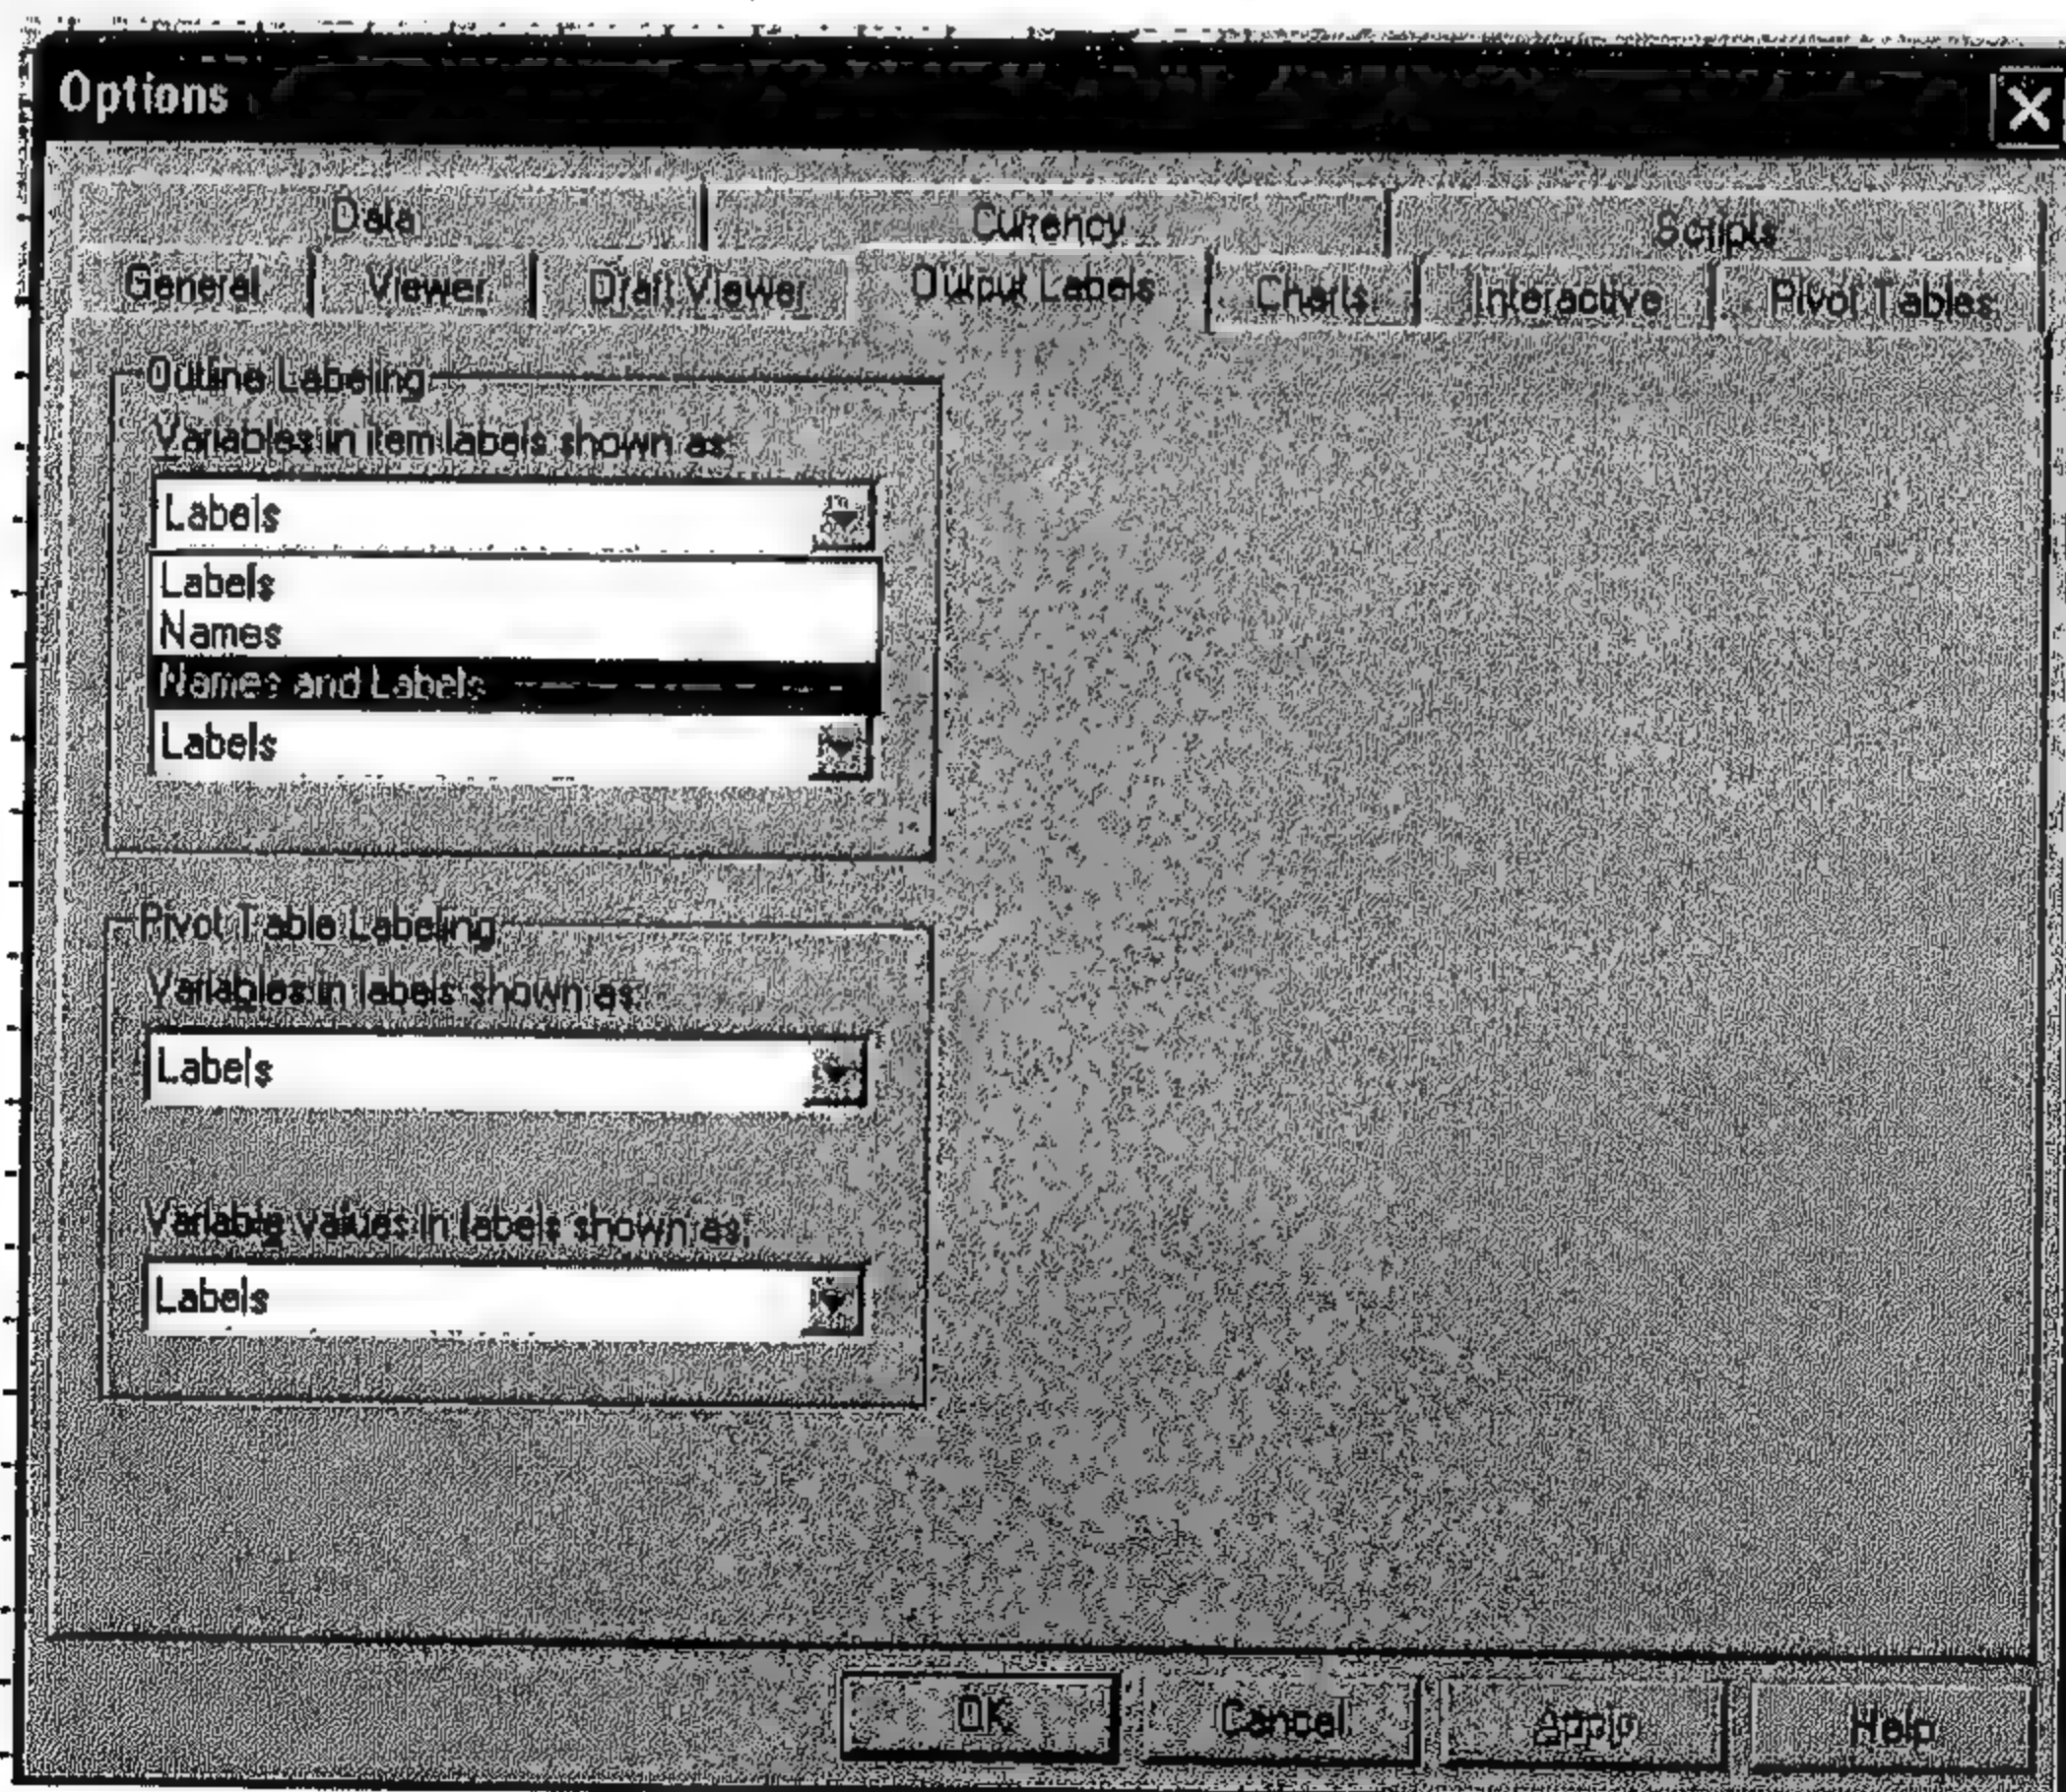 Options
Data Currency Scripts
General Viewer Draft Viewer Output Labels Charts Interactive Pivot Tables
Outline Labeling
Variables in item labels shown as:
Labels
Labels
Names
Names and Labels
Labels
Pivot Table Labeling
Variables in labels shown as:
Labels
Variable values in labels shown as:
Labels
OK Cancel Apply Help